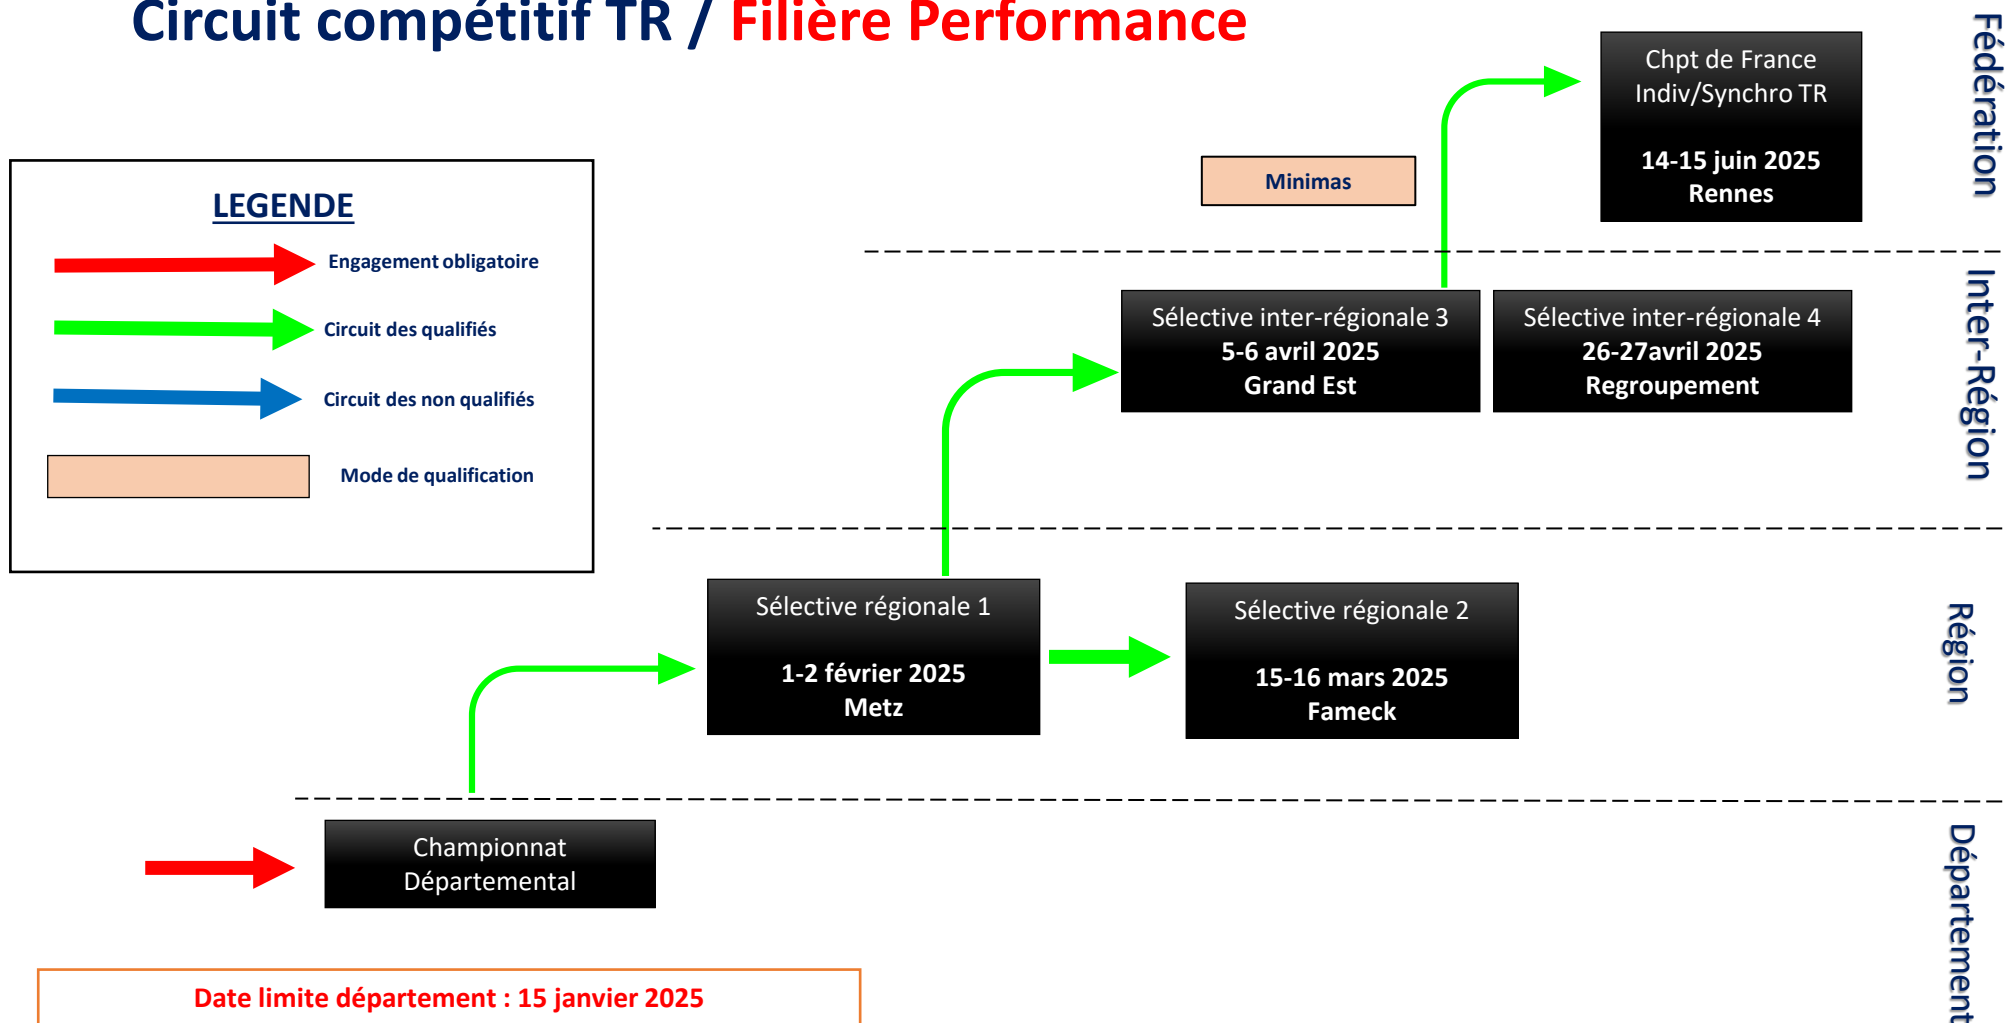 Circuit compétitif TR / Filière Performance
Fédération
Chpt de France
Indiv/Synchro TR
14-15 juin 2025
Rennes
Minimas
LEGENDE
Engagement obligatoire
Circuit des qualifiés
Circuit des non qualifiés
Mode de qualification
Inter-Région
Sélective inter-régionale 3
5-6 avril 2025
Grand Est
Sélective inter-régionale 4
26-27avril 2025
Regroupement
Région
Sélective régionale 1
1-2 février 2025
Metz
Sélective régionale 2
15-16 mars 2025
Fameck
Département
Championnat
Départemental
Date limite département : 15 janvier 2025